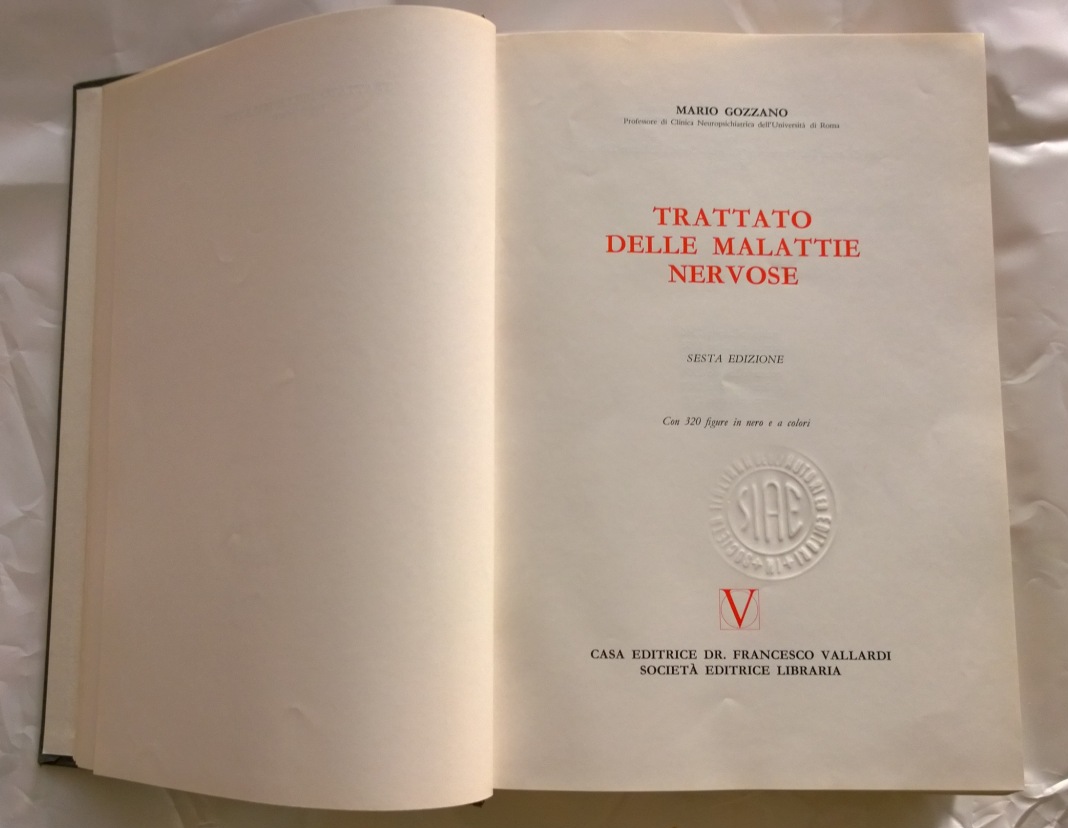 MARIO GOZZANO
Professore di Clinica Neuropsichiatrica dell'Università di Roma
TRATTATO
DELLE MALATTIE
NERVOSE
SESTA EDIZIONE
Con 320 figure in nero e a colori
SIAE
V
CASA EDITRICE DR. FRANCESCO VALLARDI
SOCIETÀ EDITRICE LIBRARIA